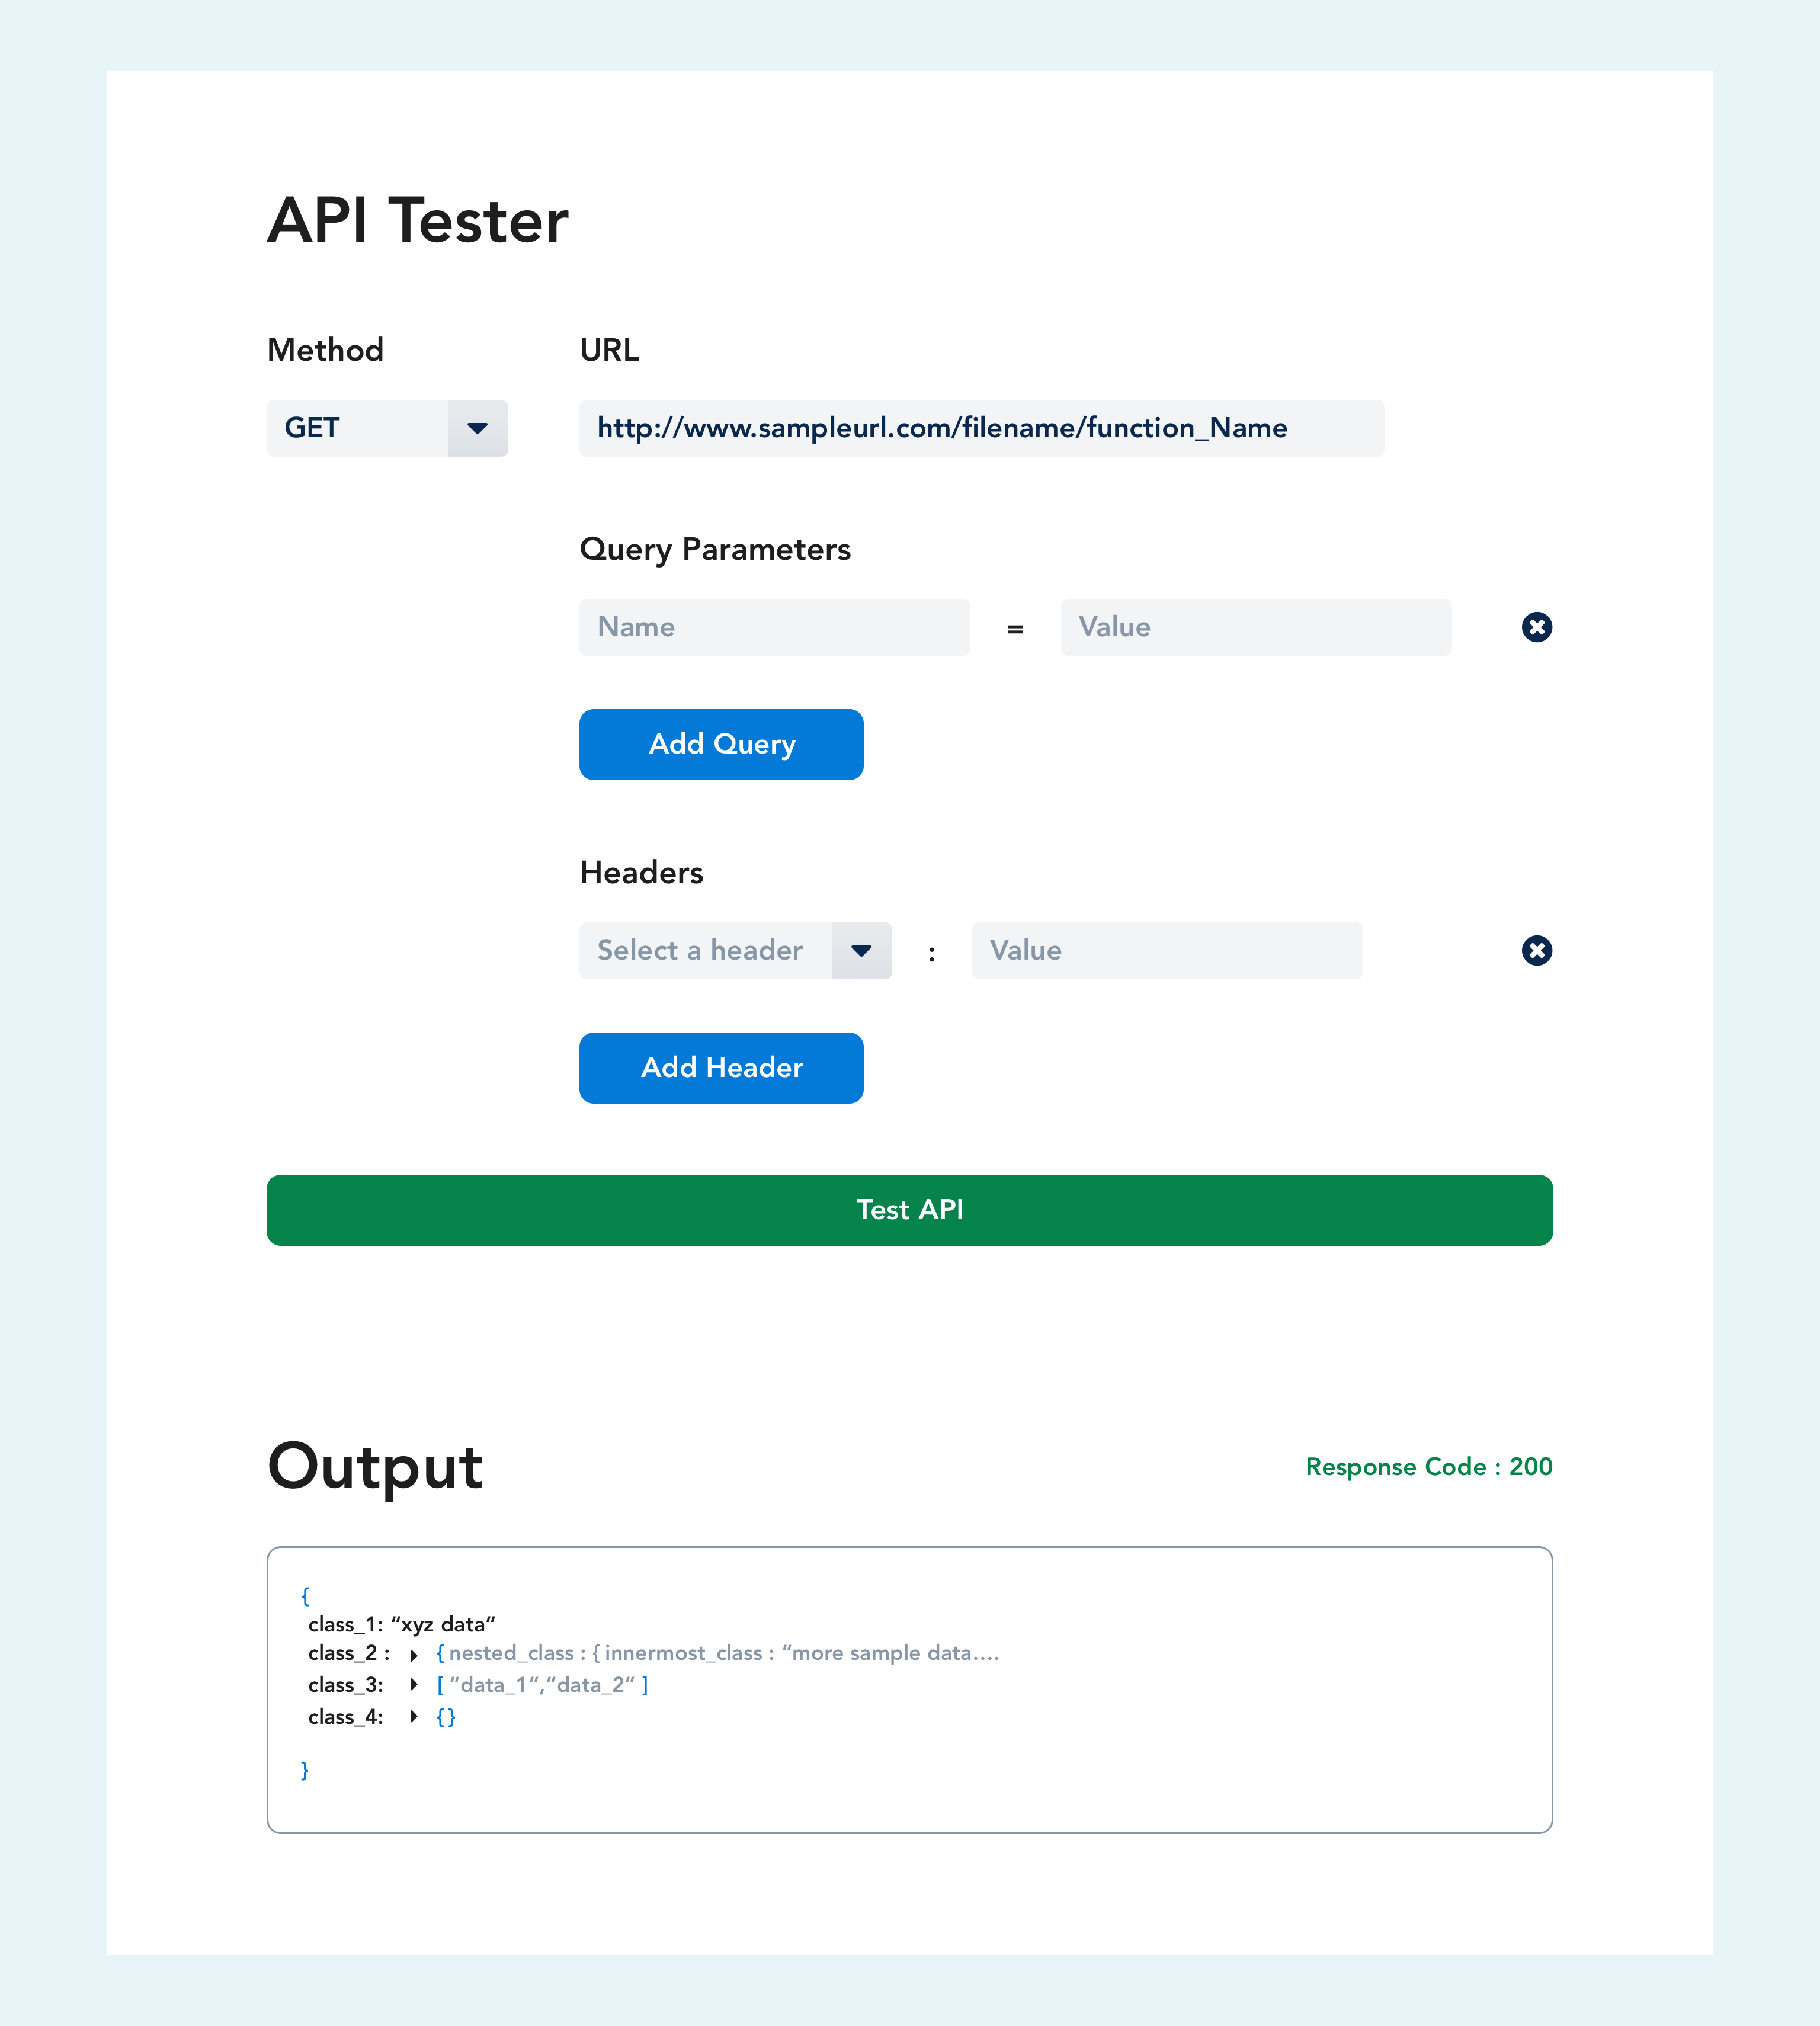 API Tester
Method URL
GET http://www.sampleurl.com/filename/function_Name
Query Parameters
Name = Value
Add Query
Headers
Select a header : Value
Add Header
Test API
Output Response Code : 200
{
class_1: “xyz data”
class_2 : { nested_class : { innermost_class : “more sample data....
class_3: [ “data_1”,”data_2” ]
class_4: {}
}